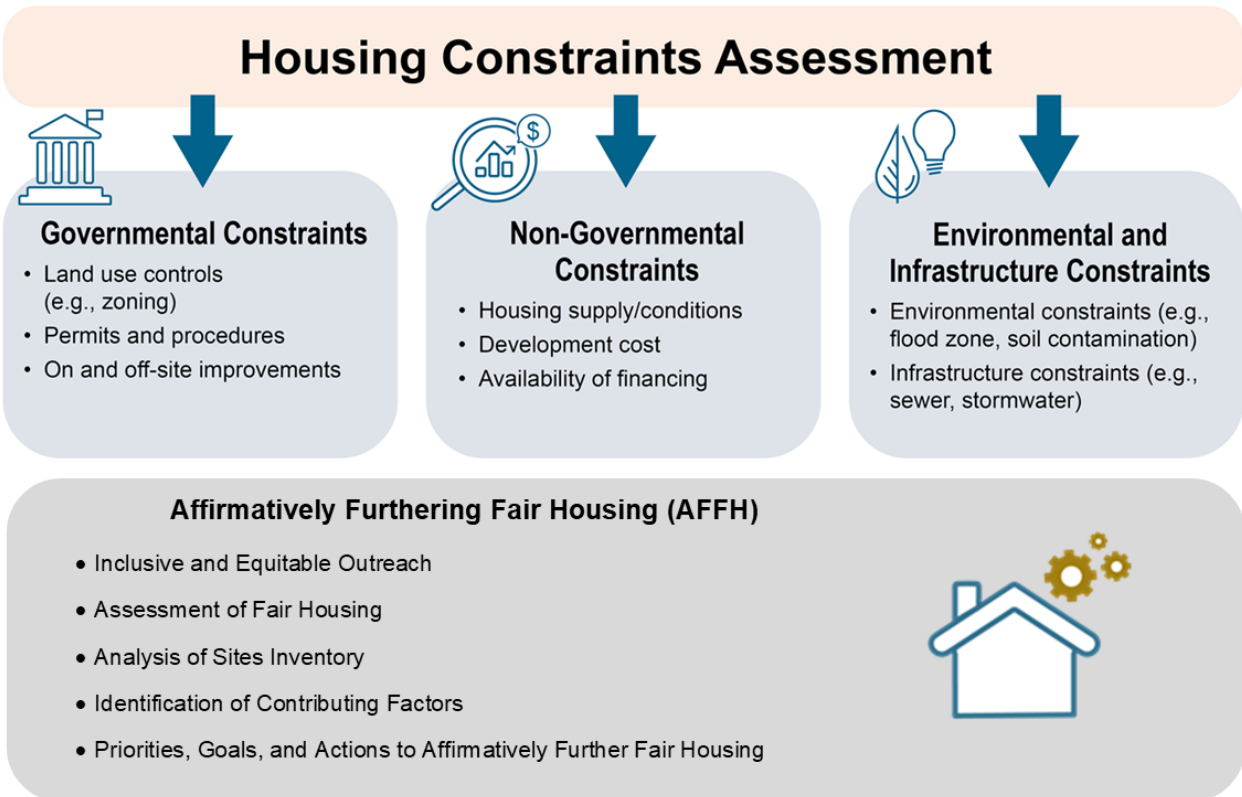 Housing Constraints Assessment
$
Governmental Constraints
• Land use controls
(e.g., zoning)
• Permits and procedures
• On and off-site improvements
Non-Governmental
Constraints
• Housing supply/conditions
• Development cost
• Availability of financing
Environmental and
Infrastructure Constraints
• Environmental constraints (e.g.,
flood zone, soil contamination)
• Infrastructure constraints (e.g.,
sewer, stormwater)
Affirmatively Furthering Fair Housing (AFFH)
• Inclusive and Equitable Outreach
• Assessment of Fair Housing
• Analysis of Sites Inventory
• Identification of Contributing Factors
• Priorities, Goals, and Actions to Affirmatively Further Fair Housing